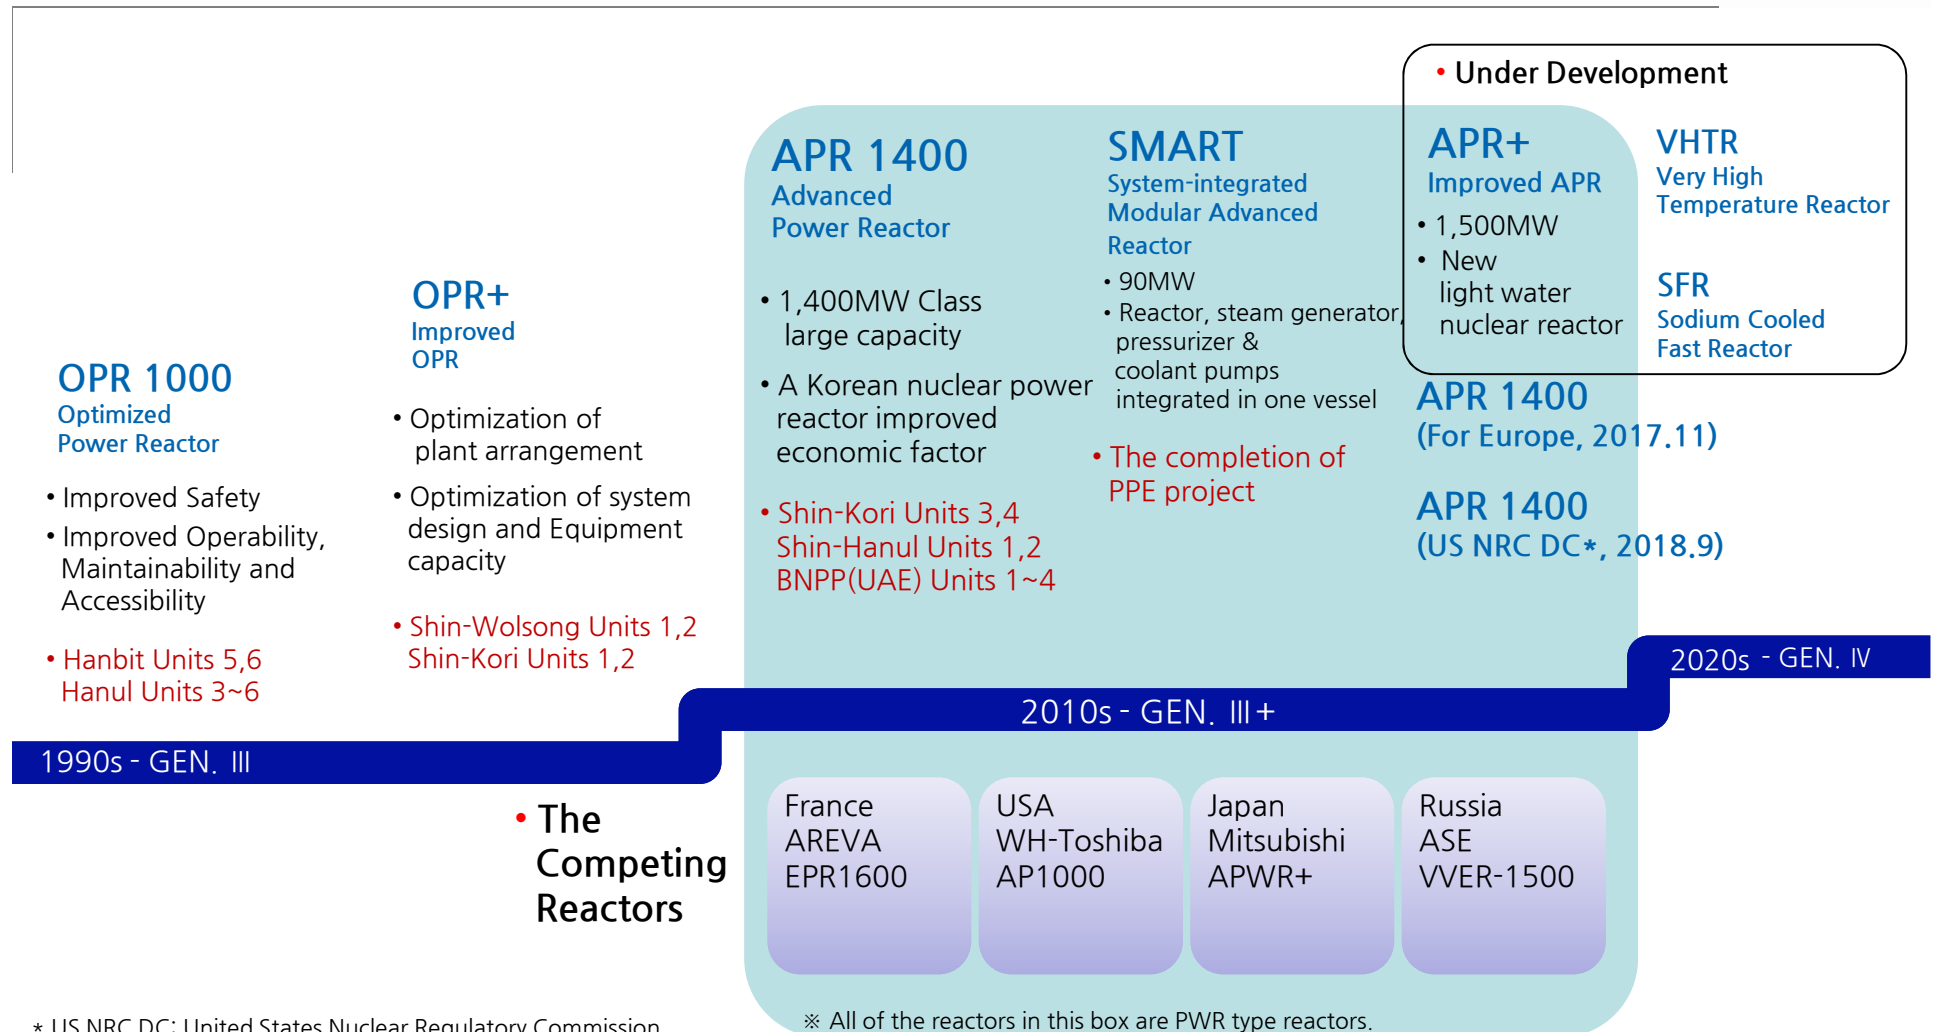 • Under Development
OPR 1000
Optimized
Power Reactor
• Improved Safety
• Improved Operability,
Maintainability and
Accessibility
• Hanbit Units 5,6
Hanul Units 3~6
OPR+
Improved
OPR
• Optimization of
plant arrangement
• Optimization of system
design and Equipment
capacity
• Shin-Wolsong Units 1,2
Shin-Kori Units 1,2
APR 1400
Advanced
Power Reactor
• 1,400MW Class
large capacity
• A Korean nuclear power
reactor improved
economic factor
• Shin-Kori Units 3,4
Shin-Hanul Units 1,2
BNPP(UAE) Units 1~4
SMART
System-integrated
Modular Advanced
Reactor
• 90MW
• Reactor, steam generator,
pressurizer &
coolant pumps
integrated in one vessel
• The completion of
PPE project
APR+
Improved APR
• 1,500MW
• New
light water
nuclear reactor
VHTR
Very High
Temperature Reactor
SFR
Sodium Cooled
Fast Reactor
APR 1400
(For Europe, 2017.11)
APR 1400
(US NRC DC*, 2018.9)
1990s - GEN. Ⅲ
2010s - GEN. Ⅲ+
2020s - GEN. Ⅳ
• The
Competing
Reactors
France
AREVA
EPR1600
USA
WH-Toshiba
AP1000
Japan
Mitsubishi
APWR+
Russia
ASE
VVER-1500
* US NRC DC: United States Nuclear Regulatory Commission
※ All of the reactors in this box are PWR type reactors.